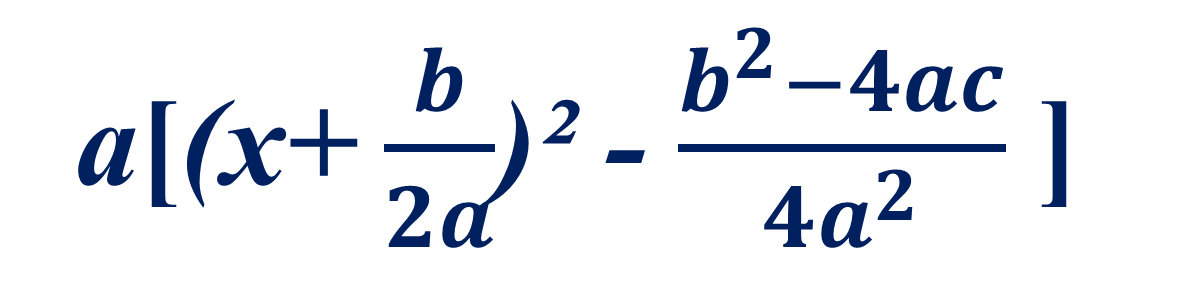 a[(x+ b/2a)² - b²−4ac/4a² ]